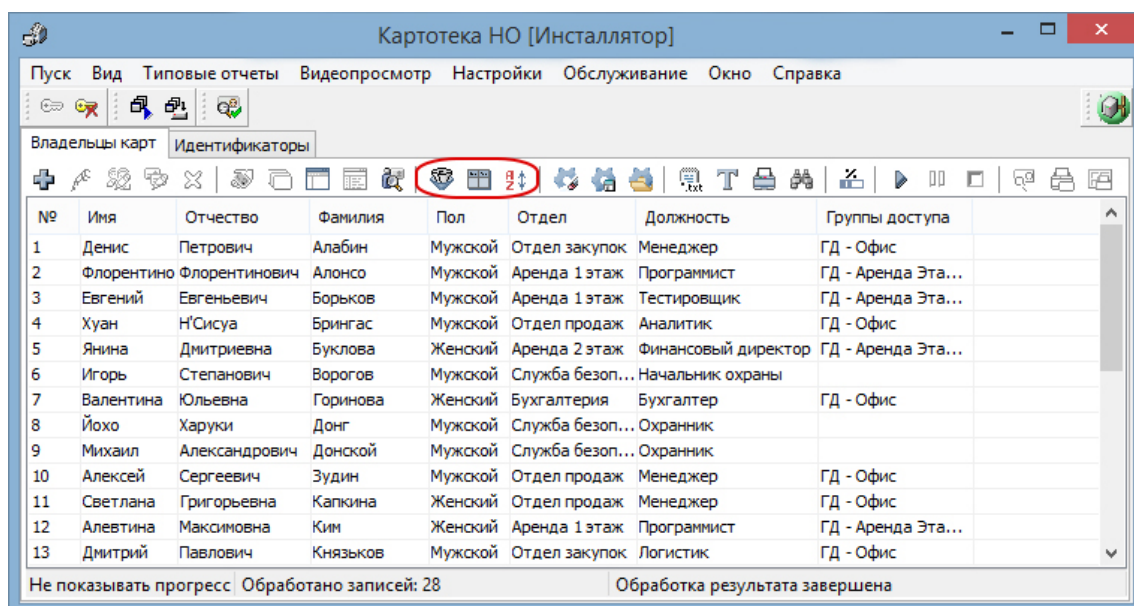 Картотека НО [Инсталлятор]
Пуск Вид Типовые отчеты Видеопросмотр Настройки Обслуживание Окно Справка
Владельцы карт Идентификаторы
A Z .txt T
№ Имя Отчество Фамилия Пол Отдел Должность Группы доступа
1 Денис Петрович Алабин Мужской Отдел закупок Менеджер ГД - Офис
2 Флорентино Флорентинович Алонсо Мужской Аренда 1 этаж Программист ГД - Аренда Эта...
3 Евгений Евгеньевич Борьков Мужской Аренда 1 этаж Тестировщик ГД - Аренда Эта...
4 Хуан Н'Сисуа Брингас Мужской Отдел продаж Аналитик ГД - Офис
5 Янина Дмитриевна Буклова Женский Аренда 2 этаж Финансовый директор ГД - Аренда Эта...
6 Игорь Степанович Ворогов Мужской Служба безоп... Начальник охраны
7 Валентина Юльевна Горинова Женский Бухгалтерия Бухгалтер ГД - Офис
8 Йохо Харуки Донг Мужской Служба безоп... Охранник
9 Михаил Александрович Донской Мужской Служба безоп... Охранник
10 Алексей Сергеевич Зудин Мужской Отдел продаж Менеджер ГД - Офис
11 Светлана Григорьевна Капкина Женский Отдел продаж Менеджер ГД - Офис
12 Алевтина Максимовна Ким Женский Аренда 1 этаж Программист ГД - Аренда Эта...
13 Дмитрий Павлович Князьков Мужской Отдел закупок Логистик ГД - Офис
Не показывать прогресс Обработано записей: 28 Обработка результата завершена